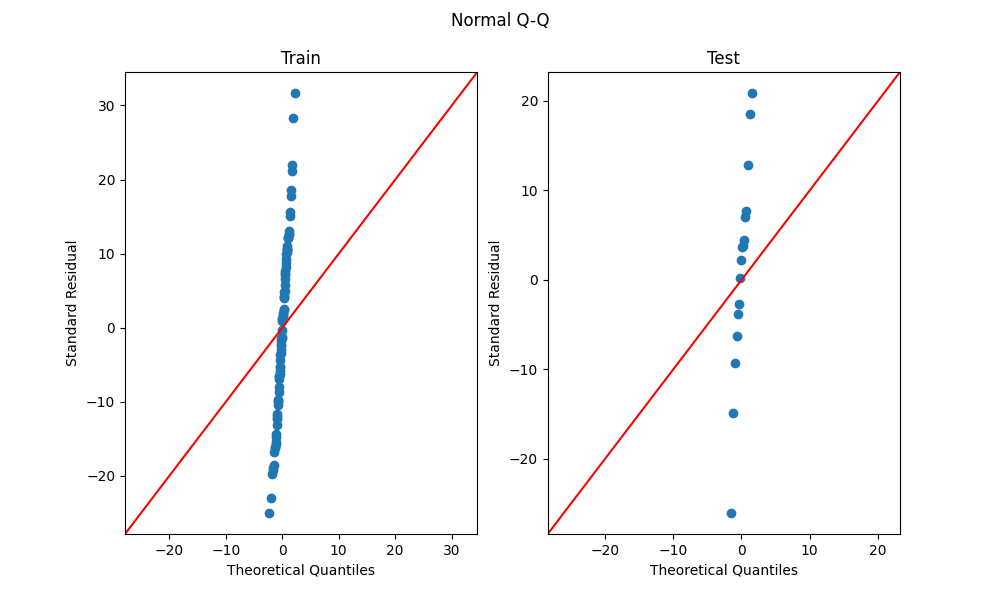 Normal Q-Q
Train
Test
30
20
10
0
−10
−20
20
10
0
−10
−20
−20 −10 0 10 20 30
−20 −10 0 10 20
Standard Residual
Standard Residual
Theoretical Quantiles
Theoretical Quantiles